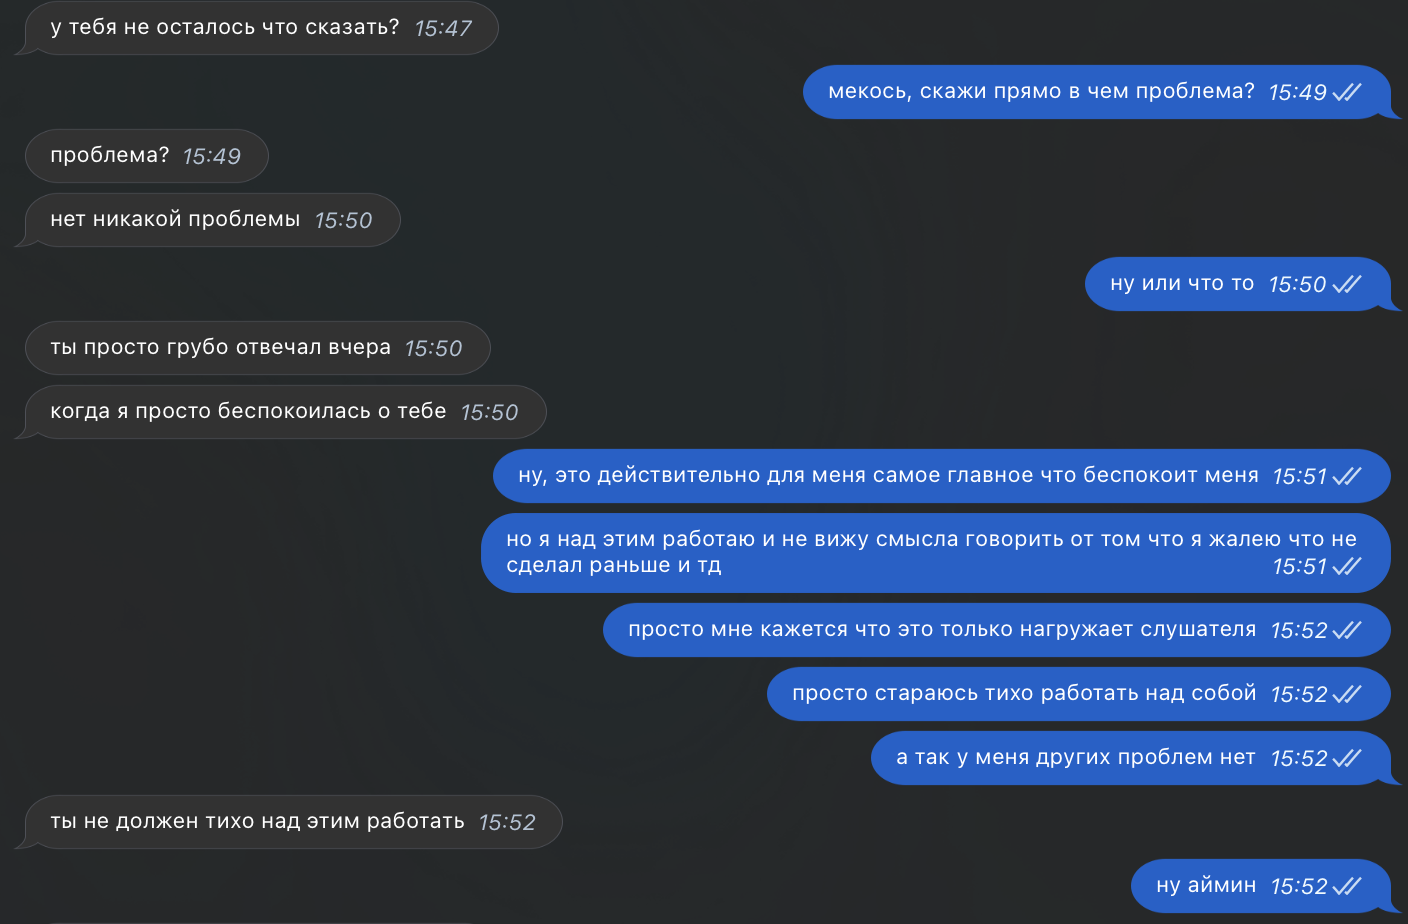 у тебя не осталось что сказать? 15:47
мекось, скажи прямо в чем проблема? 15:49
проблема? 15:49
нет никакой проблемы 15:50
ну или что то 15:50
ты просто грубо отвечал вчера 15:50
когда я просто беспокоилась о тебе 15:50
ну, это действительно для меня самое главное что беспокоит меня 15:51
но я над этим работаю и не вижу смысла говорить от том что я жалею что не
сделал раньше и тд 15:51
просто мне кажется что это только нагружает слушателя 15:52
просто стараюсь тихо работать над собой 15:52
а так у меня других проблем нет 15:52
ты не должен тихо над этим работать 15:52
ну аймин 15:52